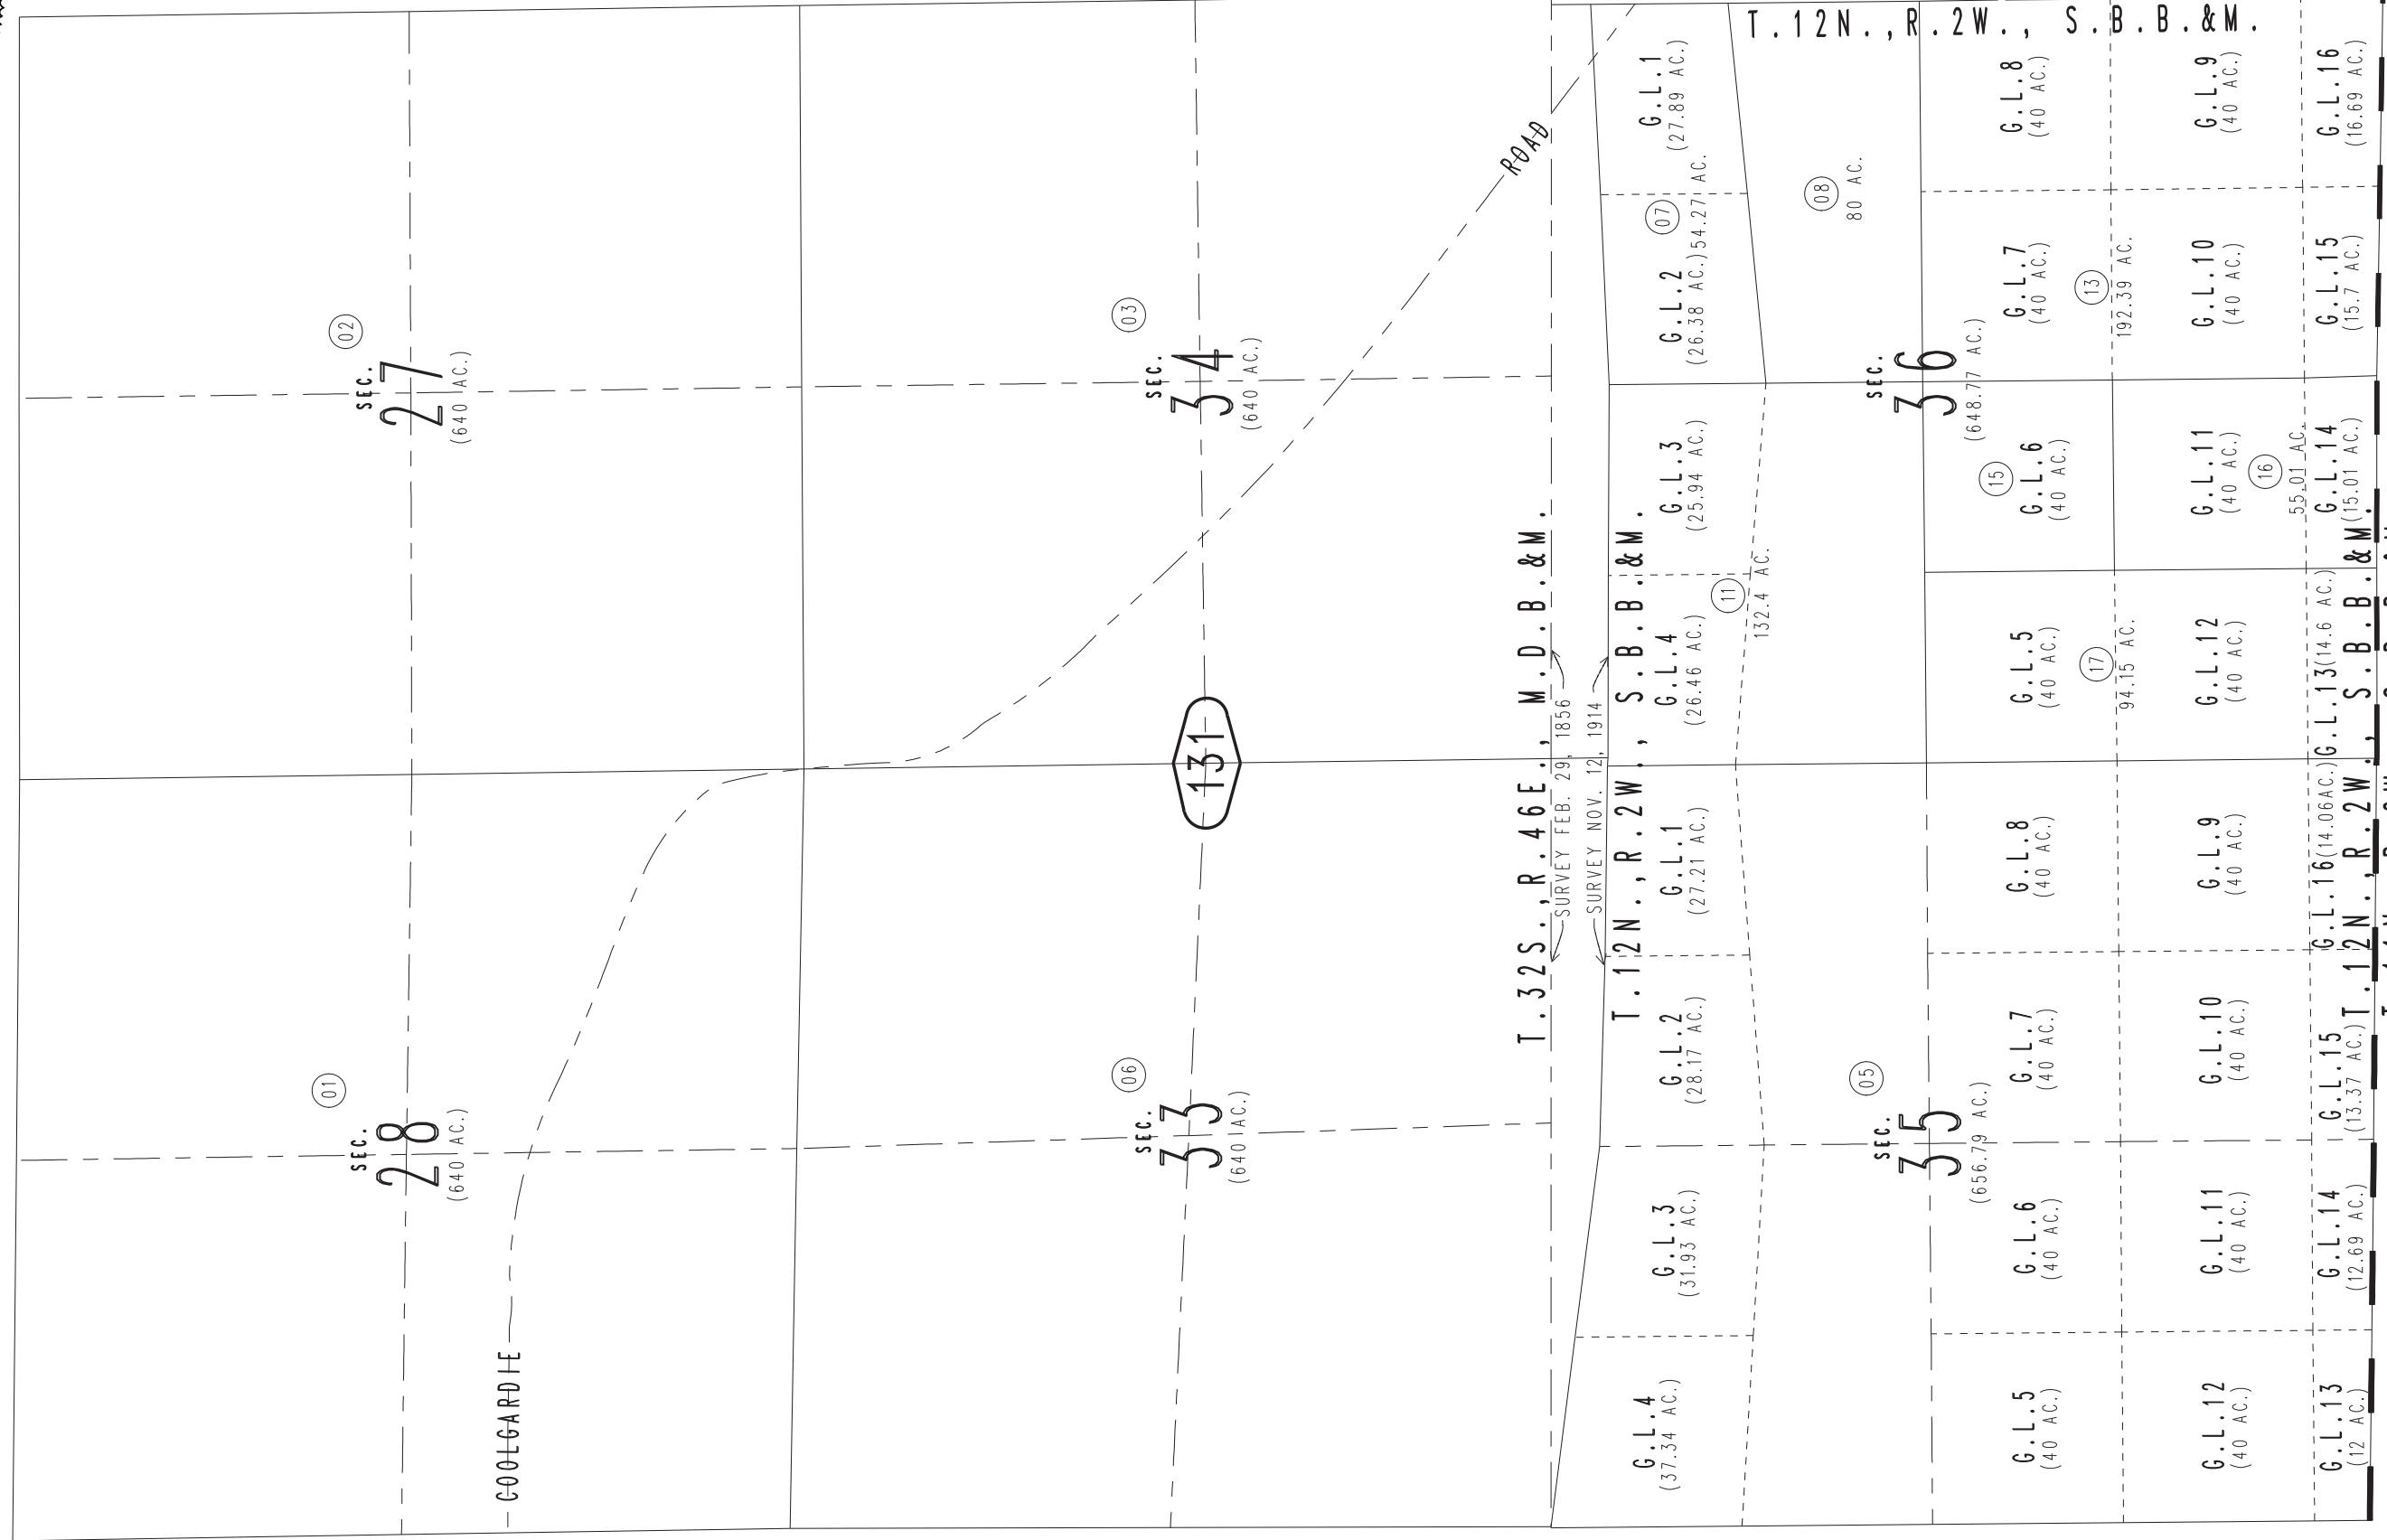 SEC.
28
(640 AC.)
01
SEC.
27
(640 AC.)
02
COOLGARDIE
ROAD
SEC.
33
(640 AC.)
06
131
SEC.
34
(640 AC.)
03
T.32S.,R.46E., M.D.B.&M.
SURVEY FEB. 29, 1856
SURVEY NOV. 12, 1914
T.12N.,R.2W., S.B.B.&M.
G.L.4
(37.34 AC.)
G.L.3
(31.93 AC.)
G.L.2
(28.17 AC.)
G.L.1
(27.21 AC.)
G.L.4
(26.46 AC.)
G.L.3
(25.94 AC.)
11
132.4 AC.
G.L.2
(26.38 AC.)
07
54.27 AC.
G.L.1
(27.89 AC.)
T.12N.,R.2W., S.B.B.&M.
08
80 AC.
05
SEC.
35
(656.79 AC.)
SEC.
36
(648.77 AC.)
G.L.5
(40 AC.)
G.L.6
(40 AC.)
G.L.7
(40 AC.)
G.L.8
(40 AC.)
G.L.5
(40 AC.)
15
G.L.6
(40 AC.)
G.L.7
(40 AC.)
G.L.8
(40 AC.)
17
94.15 AC.
13
192.39 AC.
G.L.12
(40 AC.)
G.L.11
(40 AC.)
G.L.10
(40 AC.)
G.L.9
(40 AC.)
G.L.12
(40 AC.)
G.L.11
(40 AC.)
16
55.01 AC.
G.L.10
(40 AC.)
G.L.9
(40 AC.)
G.L.13
(12 AC.)
G.L.14
(12.69 AC.)
G.L.15
(13.37 AC.)
G.L.16(14.06AC.)
G.L.13(14.6 AC.)
G.L.14
(15.01 AC.)
G.L.15
(15.7 AC.)
G.L.16
(16.69 AC.)
T.12N.,R.2W., S.B.B.&M.